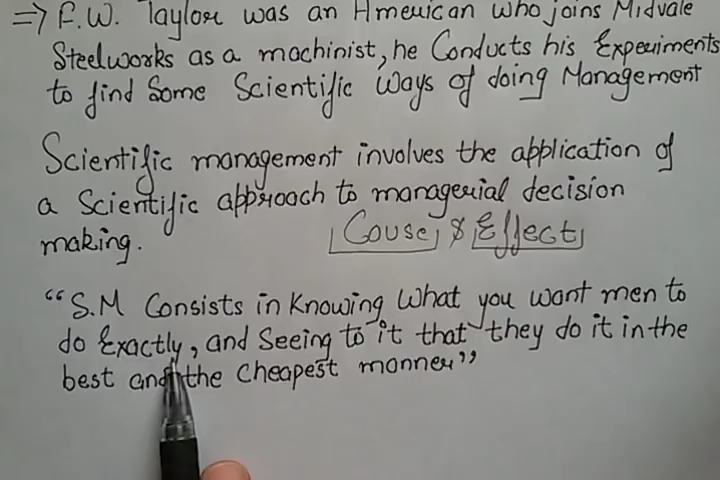 => F.W. Taylor was an American who joins Midvale
Steelworks as a machinist, he Conducts his Experiments
to find Some Scientific Ways of doing Management
Scientific management involves the application of
a Scientific approach to managerial decision
making. Couse & Effect
“S.M Consists in Knowing What you want men to
do Exactly, and Seeing to it that they do it in the
best and the Cheapest manner”